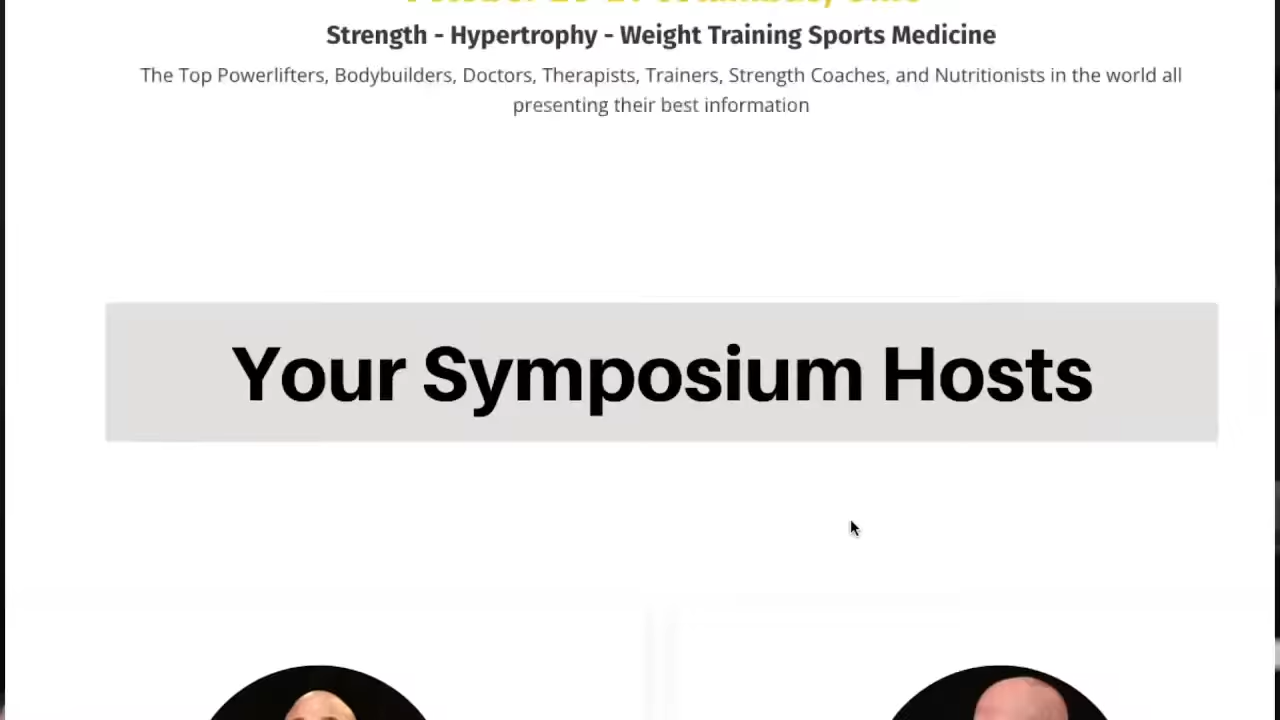 Strength - Hypertrophy - Weight Training Sports Medicine
The Top Powerlifters, Bodybuilders, Doctors, Therapists, Trainers, Strength Coaches, and Nutritionists in the world all
presenting their best information
Your Symposium Hosts